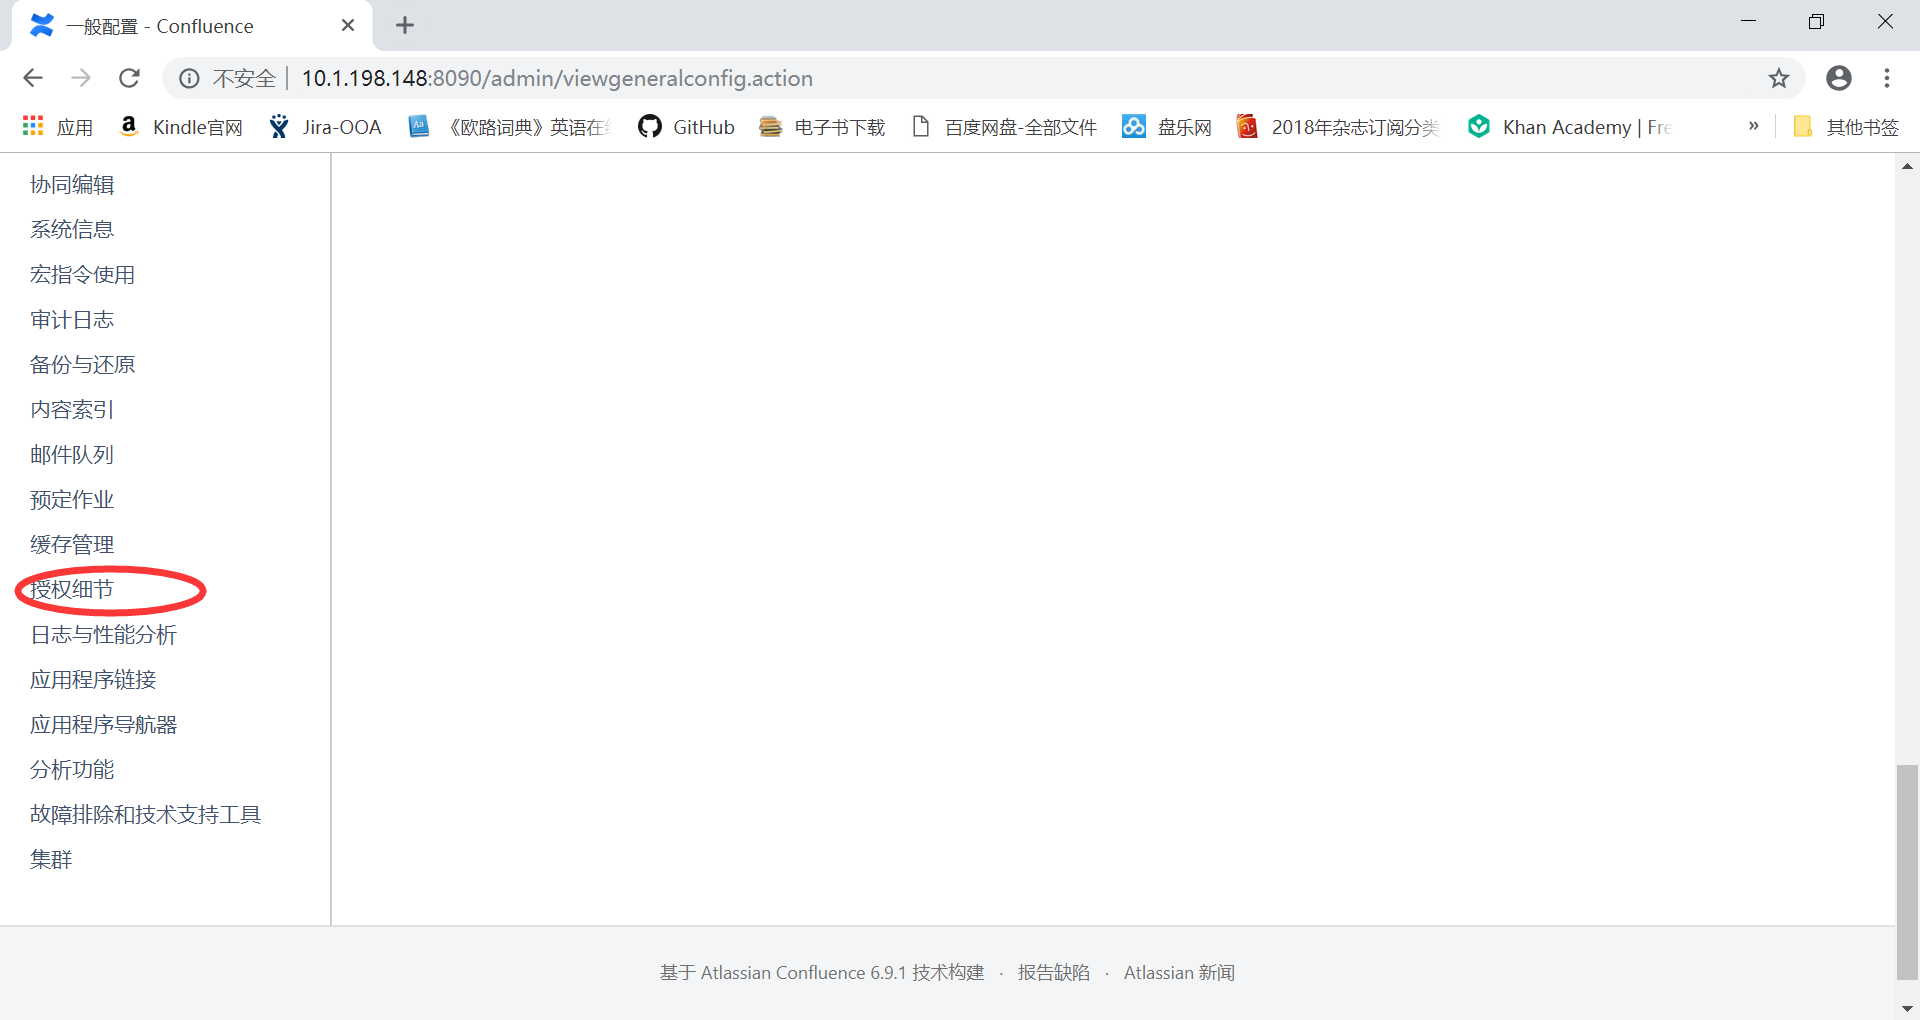 一般配置 - Confluence
不安全 | 10.1.198.148:8090/admin/viewgeneralconfig.action
应用 Kindle官网 Jira-OOA 《欧路词典》英语在 GitHub 电子书下载 百度网盘-全部文件 盘乐网 2018年杂志订阅分类 Khan Academy | Fre » 其他书签
协同编辑
系统信息
宏指令使用
审计日志
备份与还原
内容索引
邮件队列
预定作业
缓存管理
授权细节
日志与性能分析
应用程序链接
应用程序导航器
分析功能
故障排除和技术支持工具
集群
基于 Atlassian Confluence 6.9.1 技术构建 · 报告缺陷 · Atlassian 新闻